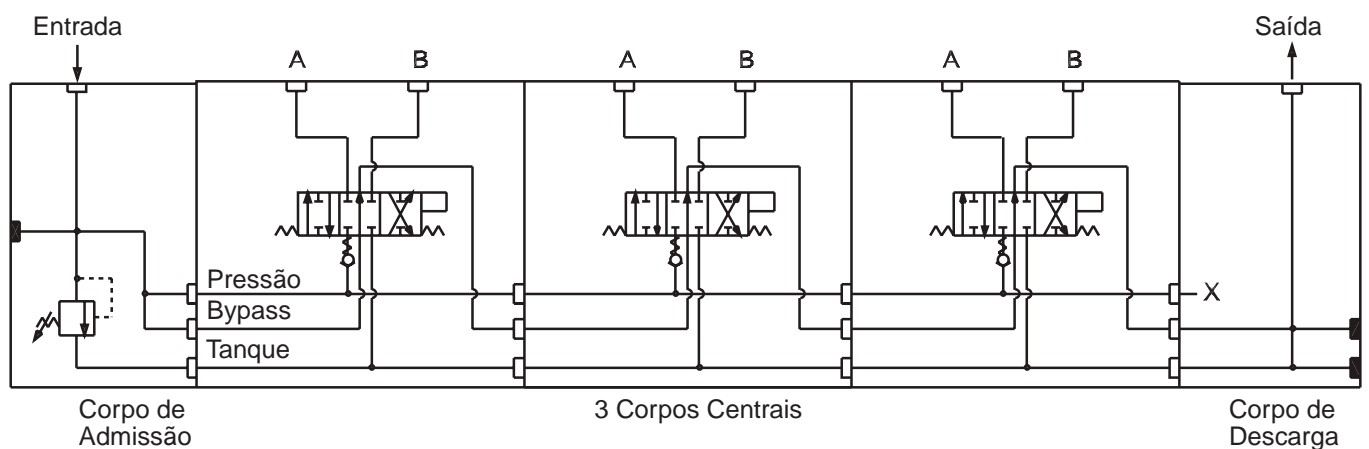 Entrada
Saída
A
B
A
B
A
B
Pressão
Bypass
Tanque
X
Corpo de
Admissão
3 Corpos Centrais
Corpo de
Descarga